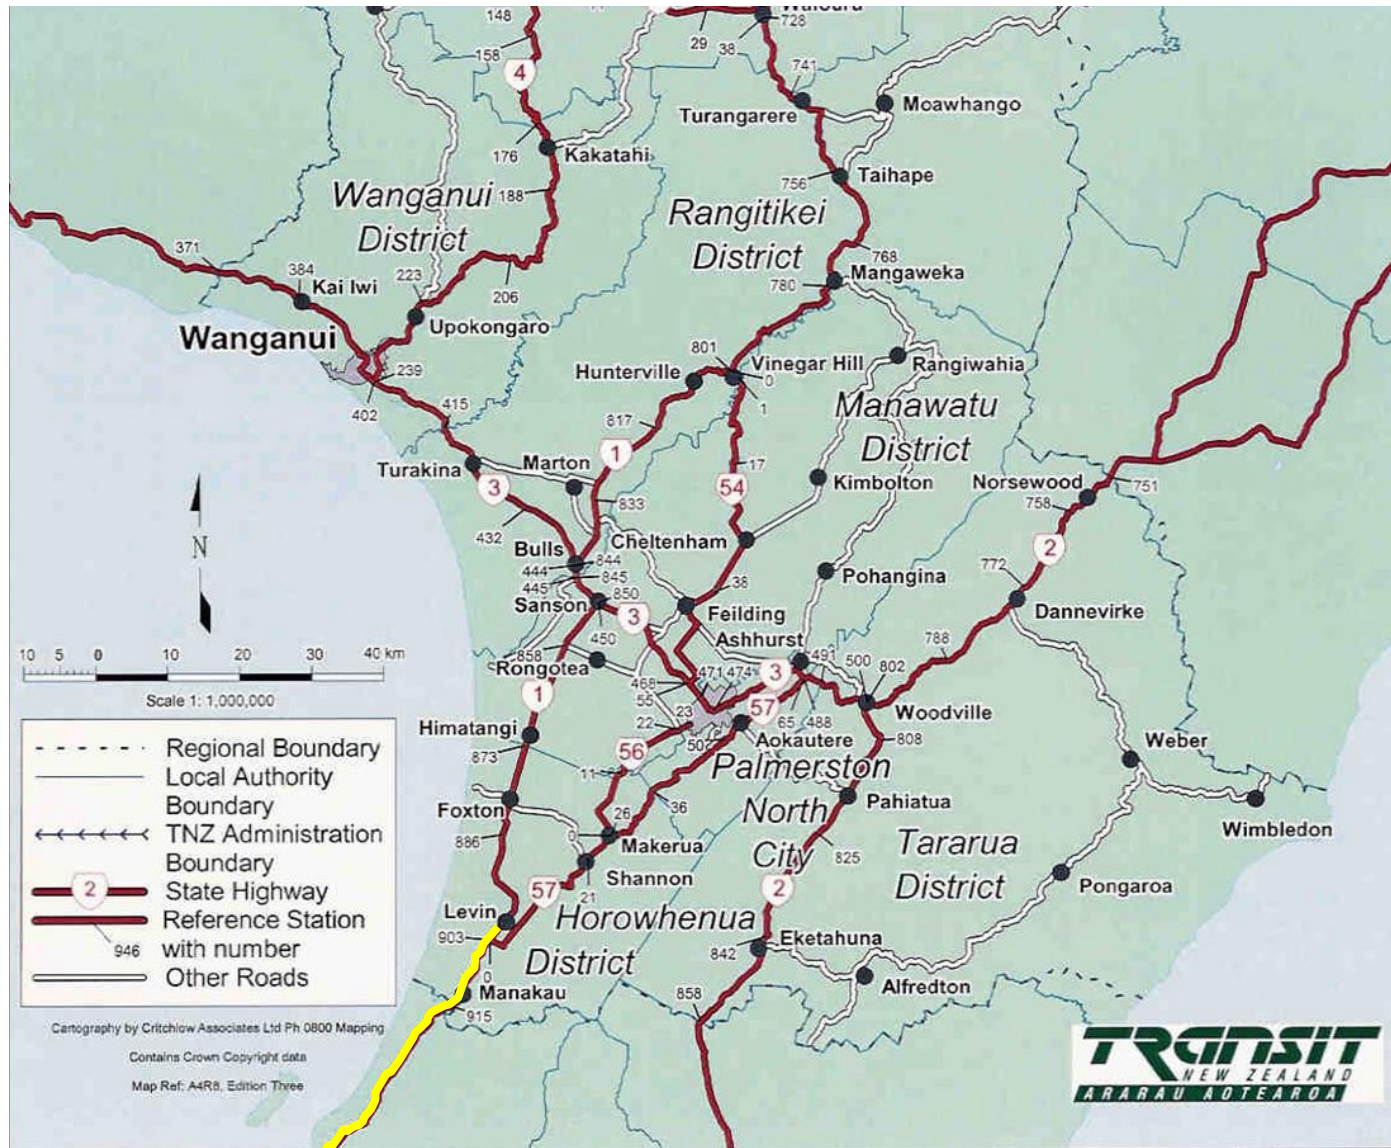 148
158
4
29
38
Waiouru
728
741
Turangarere
Moawhango
176
Kakatahi
188
756
Taihape
Wanganui
District
Rangitikei
District
371
384
Kai Iwi
223
206
Upokongaro
768
Mangaweka
780
Wanganui
239
402
415
801
Hunterville
Vinegar Hill
0
1
Rangiwahia
817
1
Manawatu
District
Turakina
3
Marton
17
54
Kimbolton
Norsewood
751
758
833
432
Bulls
444
844
445
845
Cheltenham
2
772
Pohangina
38
Sanson
850
3
450
Feilding
Dannevirke
N
858
Rongotea
Ashhurst
491
500
802
788
10 5 0 10 20 30 40 km
Scale 1: 1,000,000
1
468
471
474
3
55
22
23
57
65
488
Woodville
808
Himatangi
873
56
502
Aokautere
Weber
11
Palmerston
North
City
Foxton
886
26
36
0
Makerua
Pahiatua
825
Wimbledon
Shannon
21
57
2
Tararua
District
Pongaroa
Levin
903
0
Horowhenua
District
Eketahuna
842
Alfredton
Manakau
915
858
Regional Boundary
Local Authority
Boundary
TNZ Administration
Boundary
2 State Highway
Reference Station
946 with number
Other Roads
Cartography by Critchlow Associates Ltd Ph 0800 Mapping
Contains Crown Copyright data
Map Ref: A4R8, Edition Three
TRANSIT
NEW ZEALAND
ARARAU AOTEAROA